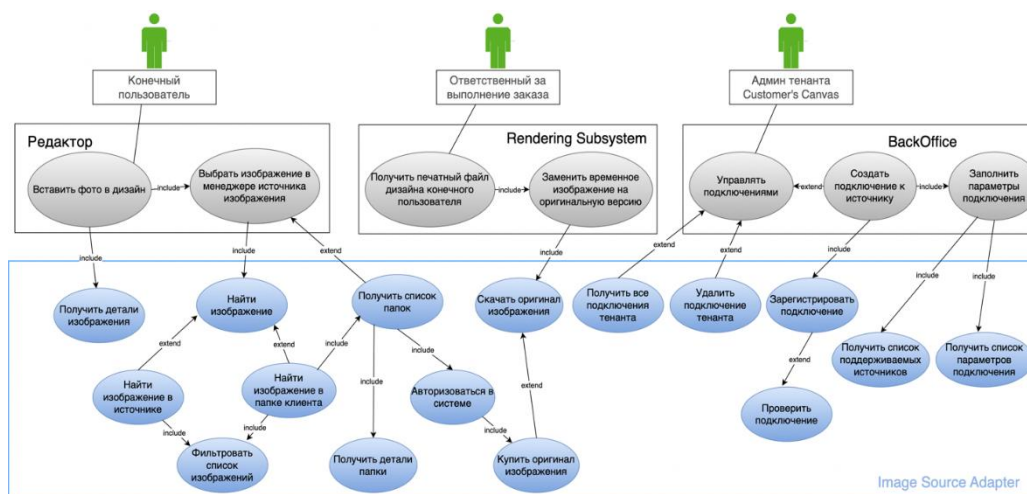 Конечный
пользователь
Ответственный за
выполнение заказа
Админ тенанта
Customer's Canvas
Редактор
Rendering Subsystem
BackOffice
Вставить фото в дизайн
include
Выбрать изображение в
менеджере источника
изображения
Получить печатный файл
дизайна конечного
пользователя
include
Заменить временное
изображение на
оригинальную версию
Управлять
подключениями
extend
Создать
подключение к
источнику
include
Заполнить
параметры
подключения
include
include
extend
include
extend
extend
include
include
include
Получить детали
изображения
Найти
изображение
Получить список
папок
Скачать оригинал
изображения
Получить все
подключения
тенанта
Удалить
подключение
тенанта
Зарегистрировать
подключение
Получить список
поддерживаемых
источников
Получить список
параметров
подключения
extend
extend
include
include
include
extend
extend
Найти
изображение в
источнике
Найти
изображение в
папке клиента
Авторизоваться в
системе
Проверить
подключение
include
include
include
Фильтровать
список
изображений
Получить детали
папки
Купить оригинал
изображения
Image Source Adapter